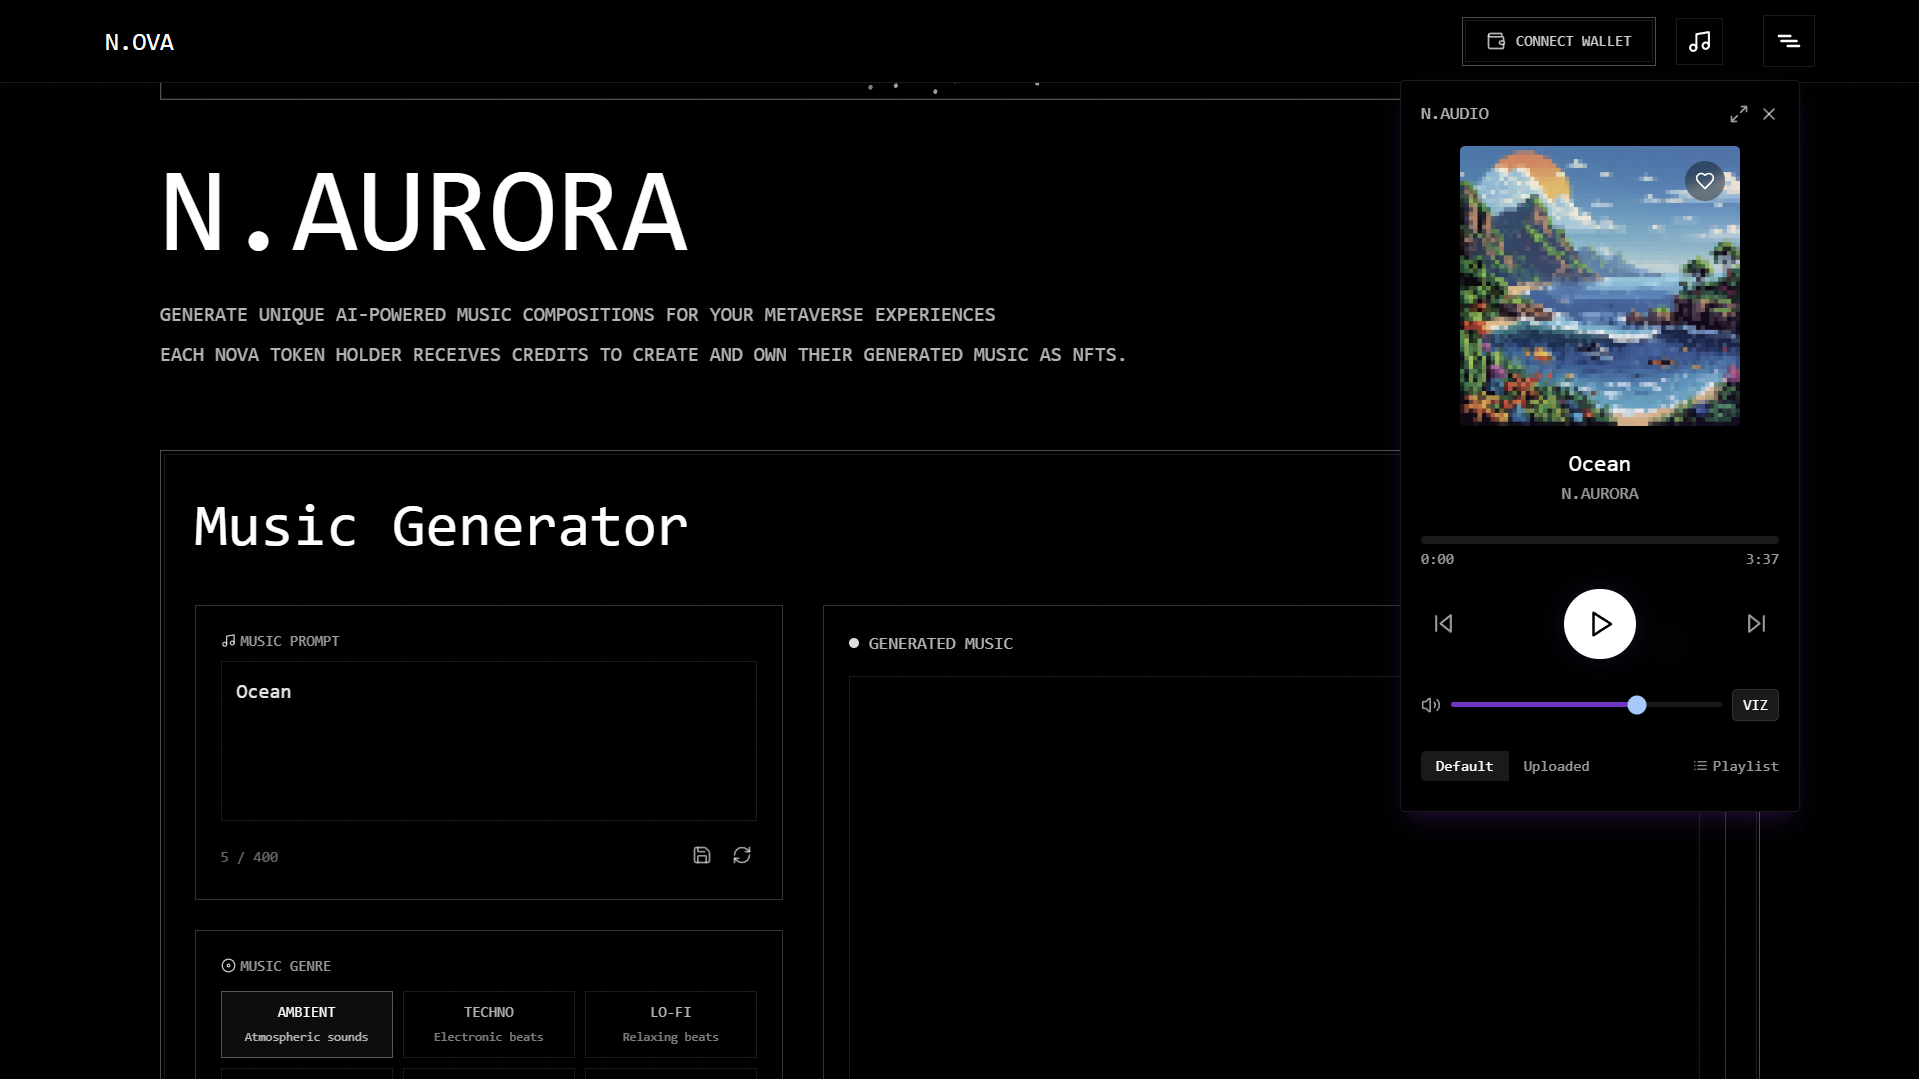 N.OVA
CONNECT WALLET
N.AURORA
GENERATE UNIQUE AI-POWERED MUSIC COMPOSITIONS FOR YOUR METAVERSE EXPERIENCES
EACH NOVA TOKEN HOLDER RECEIVES CREDITS TO CREATE AND OWN THEIR GENERATED MUSIC AS NFTS.
Music Generator
MUSIC PROMPT
Ocean
5 / 400
MUSIC GENRE
AMBIENT
Atmospheric sounds
TECHNO
Electronic beats
LO-FI
Relaxing beats
GENERATED MUSIC
N.AUDIO
Ocean
N.AURORA
0:00
3:37
VIZ
Default
Uploaded
Playlist